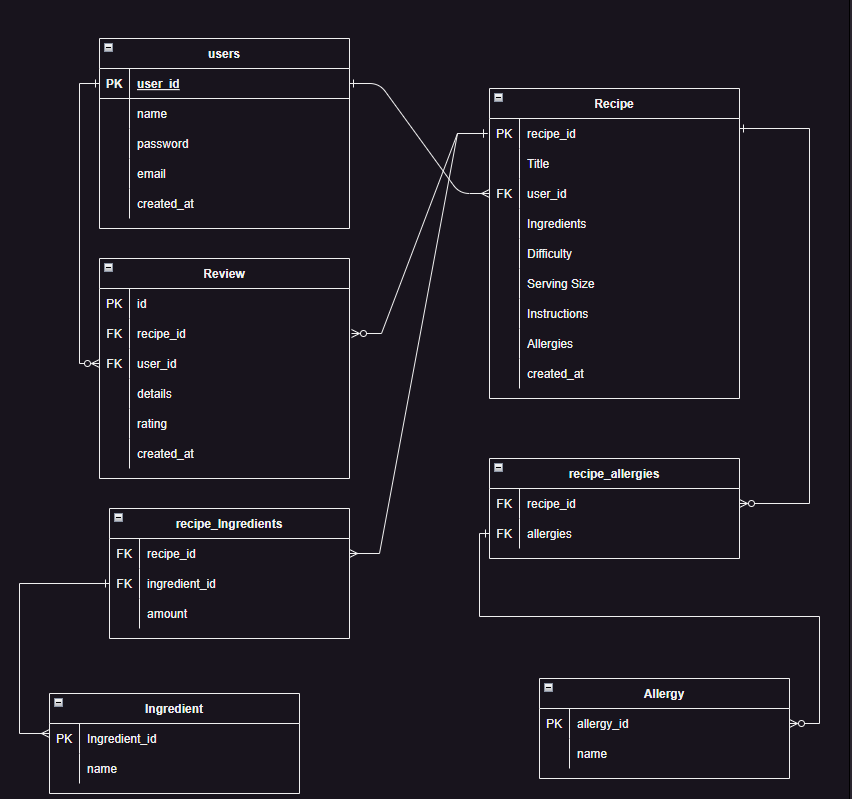 users
PK user_id
name
password
email
created_at
Recipe
PK recipe_id
Title
FK user_id
Ingredients
Difficulty
Serving Size
Instructions
Allergies
created_at
Review
PK id
FK recipe_id
FK user_id
details
rating
created_at
recipe_allergies
FK recipe_id
FK allergies
recipe_Ingredients
FK recipe_id
FK ingredient_id
amount
Ingredient
PK Ingredient_id
name
Allergy
PK allergy_id
name